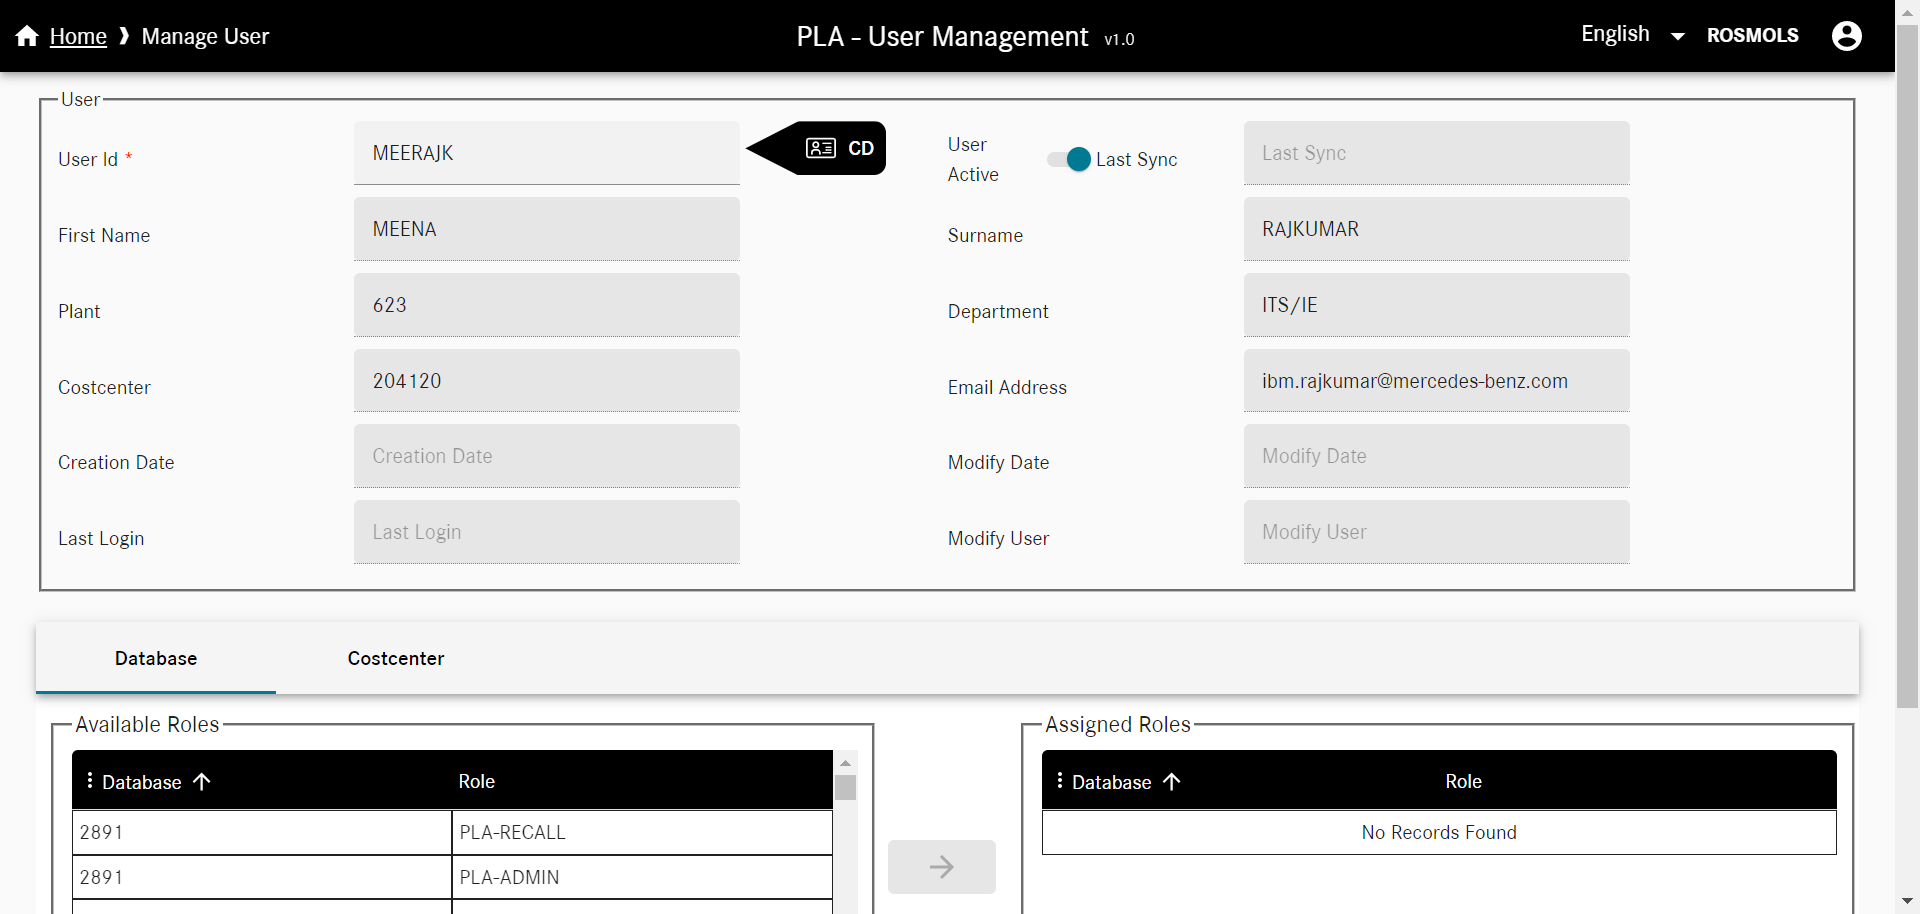 Home ❱ Manage User
PLA - User Management v1.0
English
ROSMOLS
User
User Id *
MEERAJK
CD
User Active
Last Sync
Last Sync
First Name
MEENA
Surname
RAJKUMAR
Plant
623
Department
ITS/IE
Costcenter
204120
Email Address
ibm.rajkumar@mercedes-benz.com
Creation Date
Creation Date
Modify Date
Modify Date
Last Login
Last Login
Modify User
Modify User
Database
Costcenter
Available Roles
Database Role
2891 PLA-RECALL
2891 PLA-ADMIN
Assigned Roles
Database Role
No Records Found